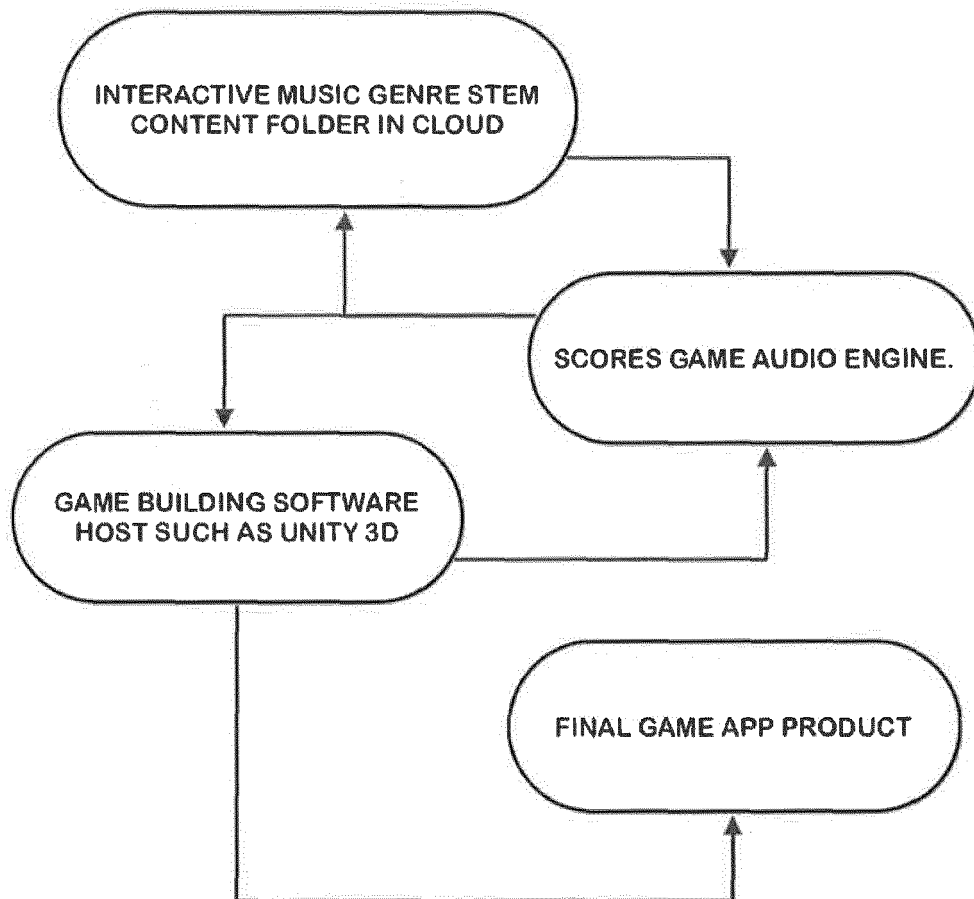 INTERACTIVE MUSIC GENRE STEM
CONTENT FOLDER IN CLOUD
SCORES GAME AUDIO ENGINE.
GAME BUILDING SOFTWARE
HOST SUCH AS UNITY 3D
FINAL GAME APP PRODUCT